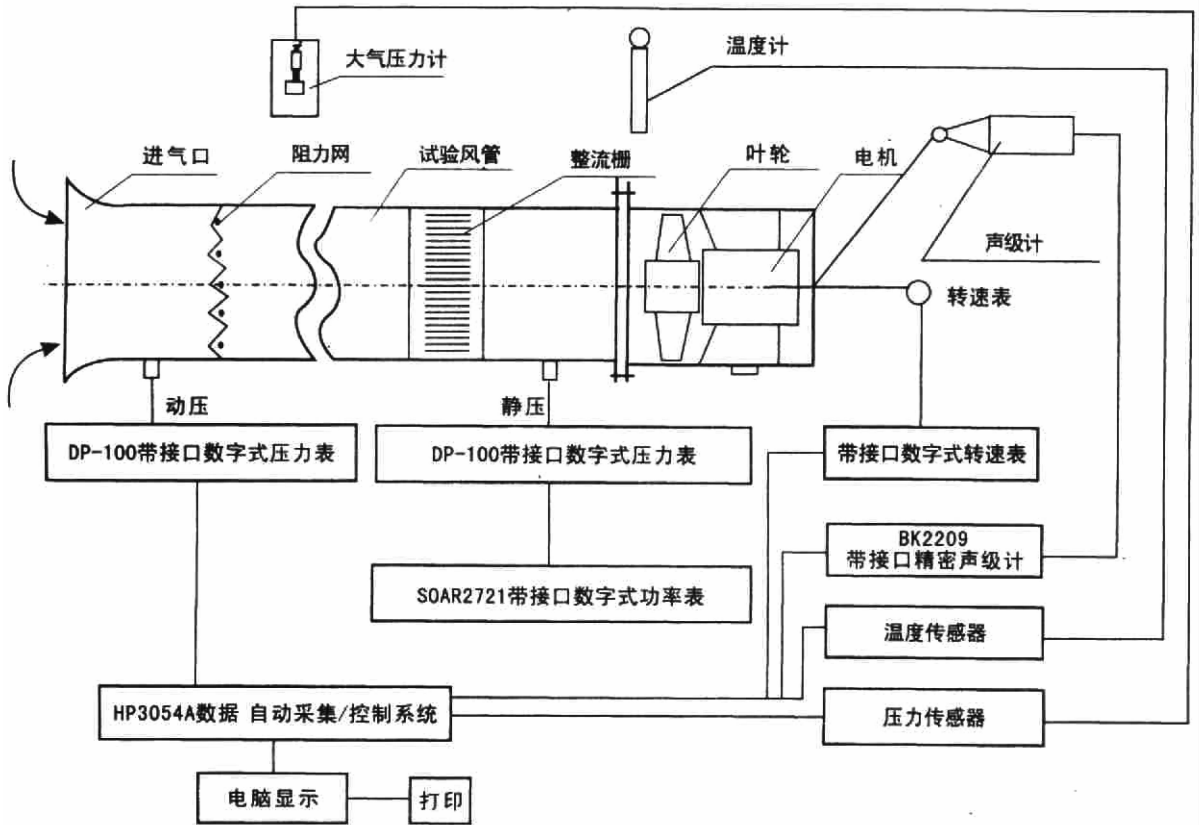 大气压力计
温度计
进气口
阻力网
试验风管
整流栅
叶轮
电机
声级计
转速表
动压
静压
DP-100带接口数字式压力表
DP-100带接口数字式压力表
带接口数字式转速表
BK2209
带接口精密声级计
SOAR2721带接口数字式功率表
温度传感器
HP3054A数据 自动采集/控制系统
压力传感器
电脑显示
打印